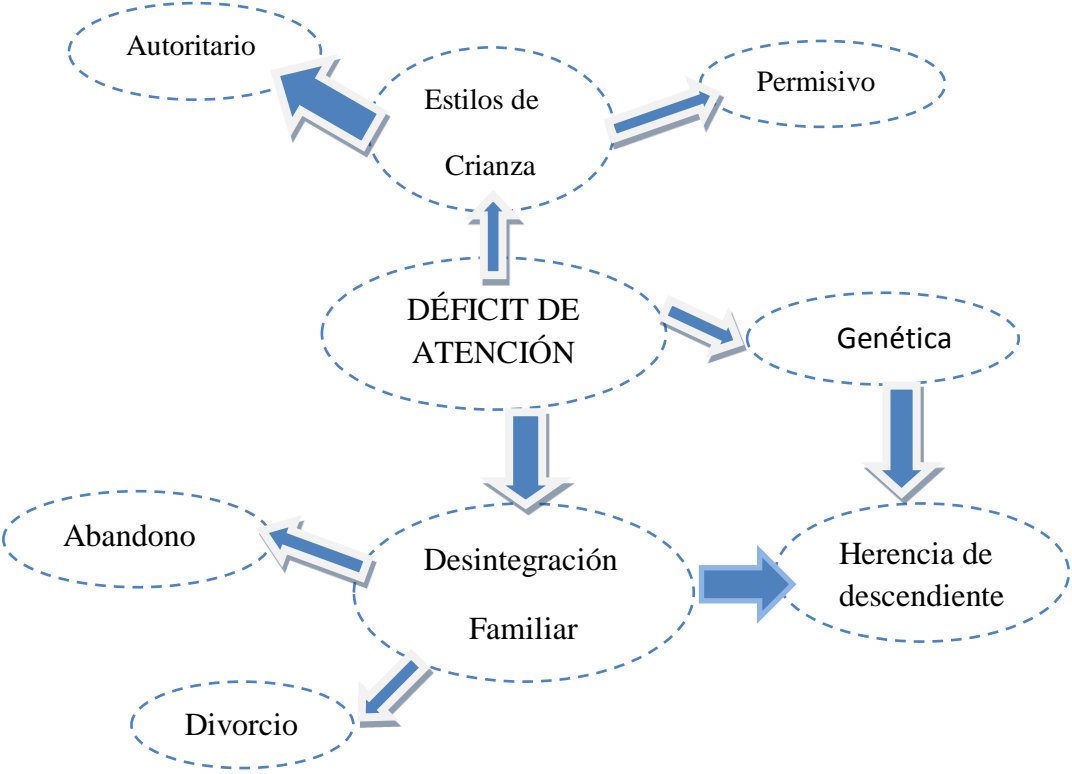 Autoritario
Estilos de
Crianza
Permisivo
DÉFICIT DE
ATENCIÓN
Genética
Abandono
Desintegración
Familiar
Herencia de
descendiente
Divorcio